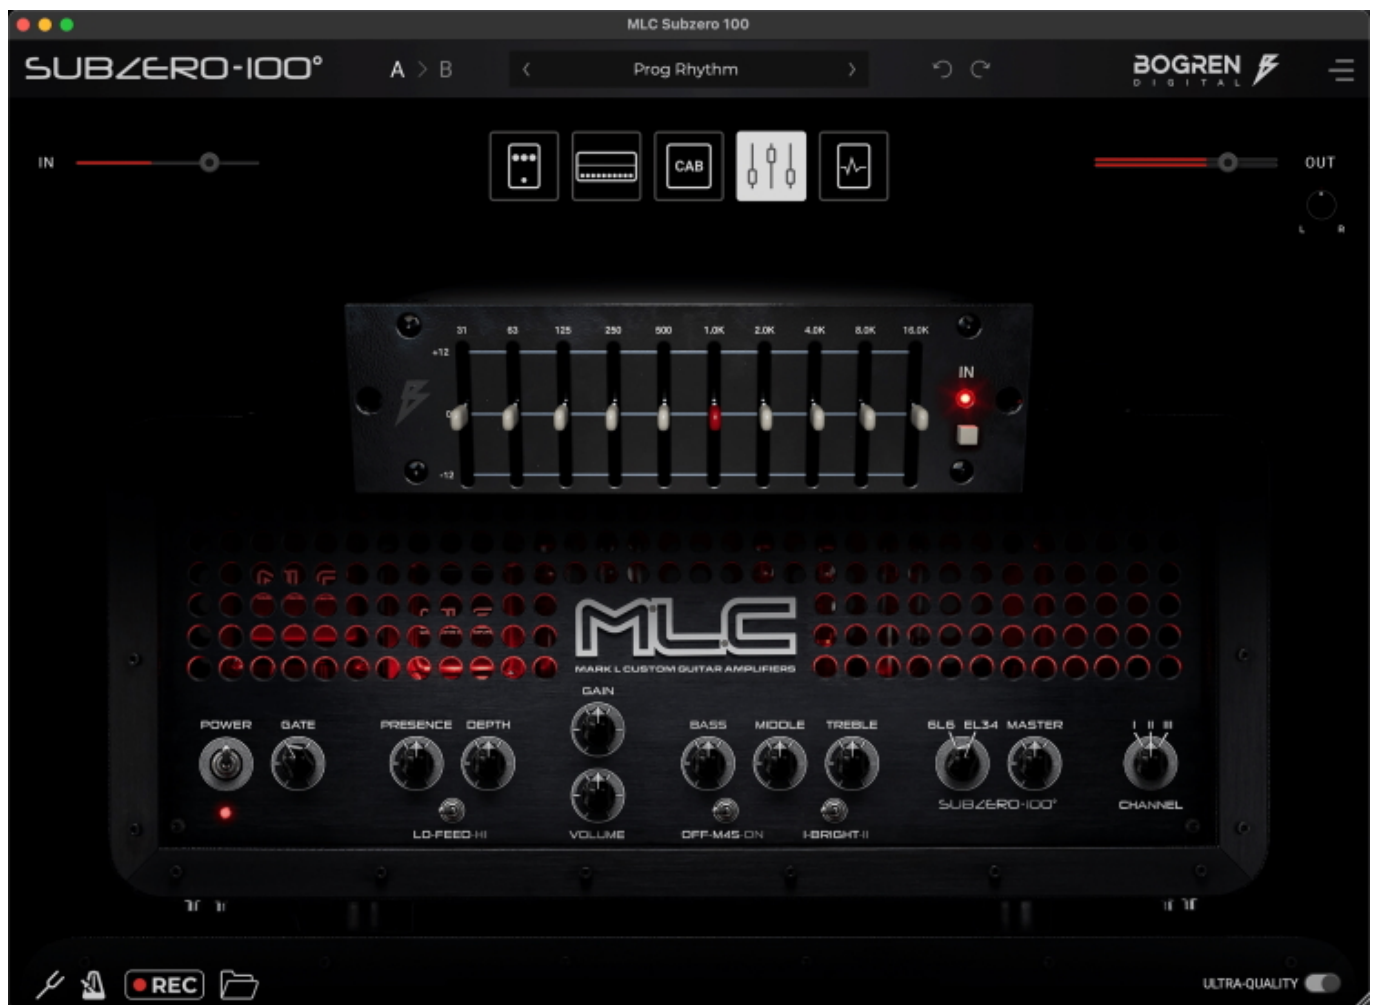 MLC Subzero 100
SUBZERO-100°
A > B
Prog Rhythm
BOGREN
DIGITAL
IN
CAB
OUT
L R
31 63 125 250 500 1.0K 2.0K 4.0K 8.0K 16.0K
+12
IN
0
-12
MLC
MARK L CUSTOM GUITAR AMPLIFIERS
GAIN
POWER GATE PRESENCE DEPTH BASS MIDDLE TREBLE 6L6 EL34 MASTER I II III
SUBZERO-100° CHANNEL
LO-FEED-HI VOLUME OFF-M45-ON I-BRIGHT-II
REC
ULTRA-QUALITY